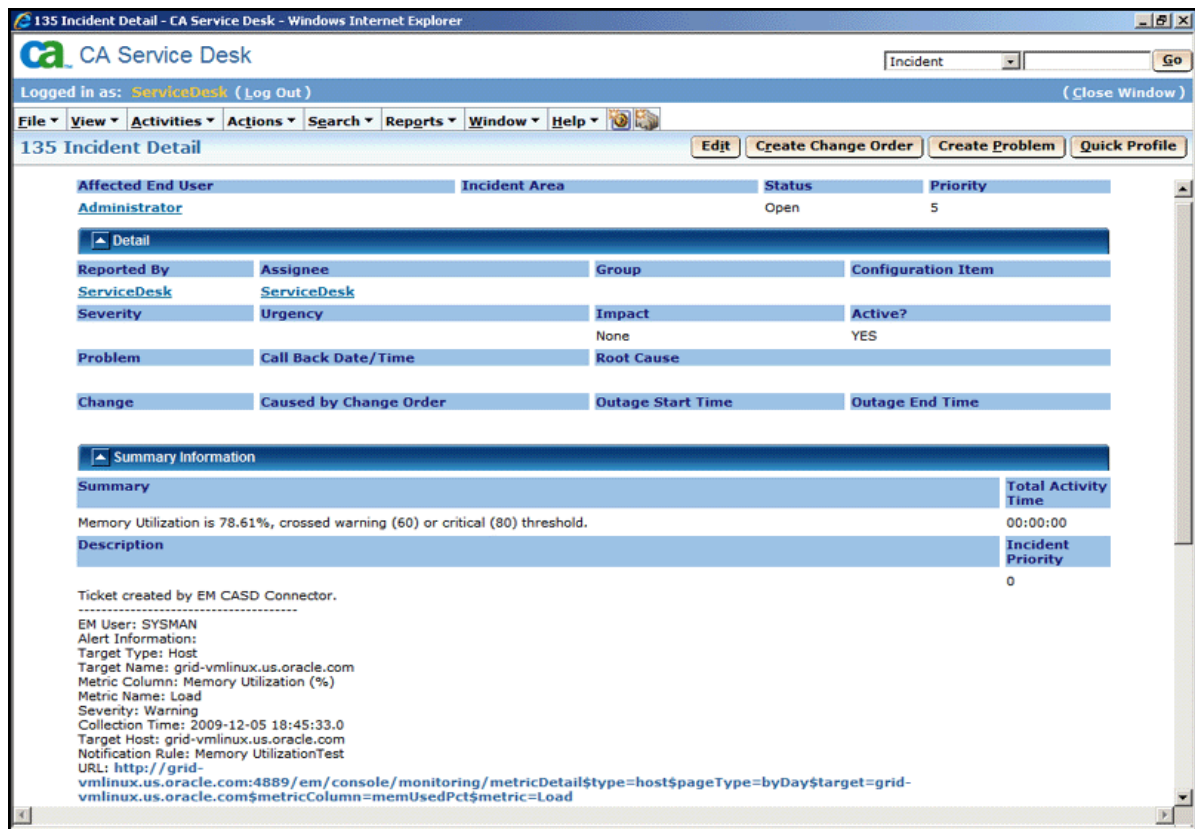 135 Incident Detail - CA Service Desk - Windows Internet Explorer
ca CA Service Desk
Incident Go
Logged in as: ServiceDesk ( Log Out ) ( Close Window )
File View Activities Actions Search Reports Window Help
135 Incident Detail Edit Create Change Order Create Problem Quick Profile
Affected End User Incident Area Status Priority
Administrator Open 5
Detail
Reported By Assignee Group Configuration Item
ServiceDesk ServiceDesk
Severity Urgency Impact Active?
None YES
Problem Call Back Date/Time Root Cause
Change Caused by Change Order Outage Start Time Outage End Time
Summary Information
Summary Total Activity Time
Memory Utilization is 78.61%, crossed warning (60) or critical (80) threshold. 00:00:00
Description Incident Priority
0
Ticket created by EM CASD Connector.
--------------------------------------
EM User: SYSMAN
Alert Information:
Target Type: Host
Target Name: grid-vmlinux.us.oracle.com
Metric Column: Memory Utilization (%)
Metric Name: Load
Severity: Warning
Collection Time: 2009-12-05 18:45:33.0
Target Host: grid-vmlinux.us.oracle.com
Notification Rule: Memory UtilizationTest
URL: http://grid-
vmlinux.us.oracle.com:4889/em/console/monitoring/metricDetail$type=host$pageType=byDay$target=grid-
vmlinux.us.oracle.com$metricColumn=memUsedPct$metric=Load